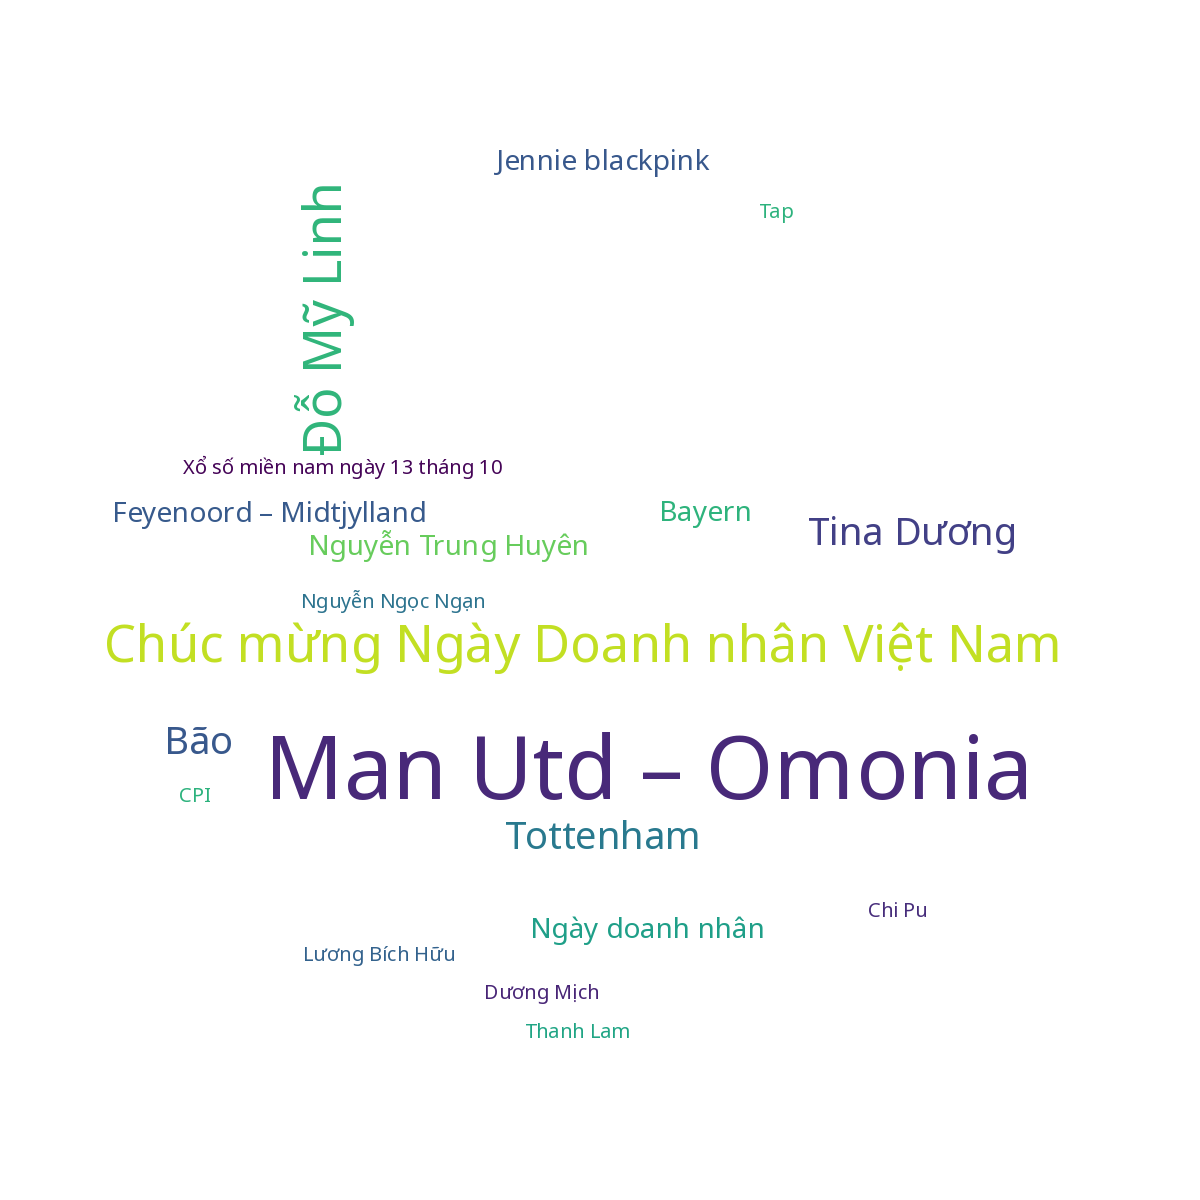 Jennie blackpink
Tap
Đỗ Mỹ Linh
Xổ số miền nam ngày 13 tháng 10
Feyenoord – Midtjylland
Bayern
Tina Dương
Nguyễn Trung Huyên
Nguyễn Ngọc Ngạn
Chúc mừng Ngày Doanh nhân Việt Nam
Bão
Man Utd – Omonia
CPI
Tottenham
Chi Pu
Ngày doanh nhân
Lương Bích Hữu
Dương Mịch
Thanh Lam